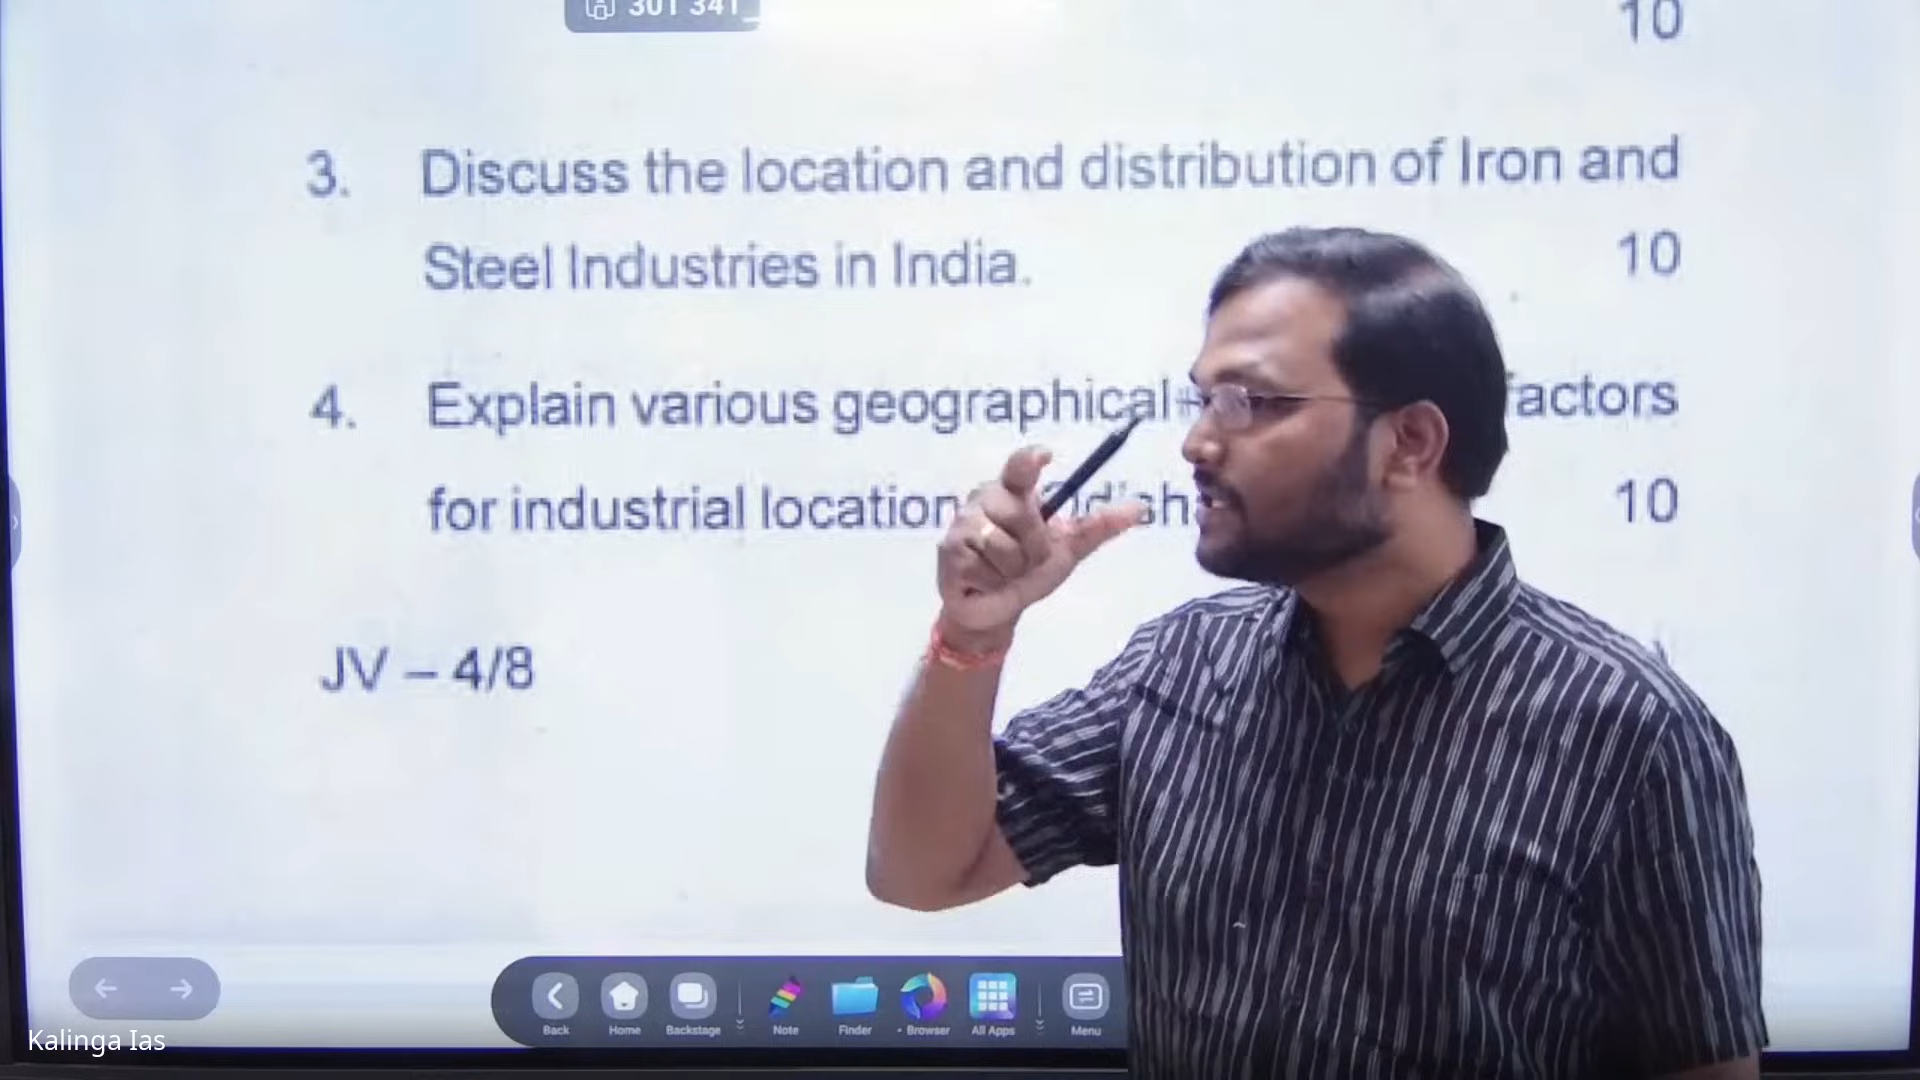 301 341_
10
3. Discuss the location and distribution of Iron and
Steel Industries in India. 10
4. Explain various geographical factors
for industrial location 10
JV – 4/8
Back Home Backstage Note Finder Browser All Apps Menu
Kalinga Ias